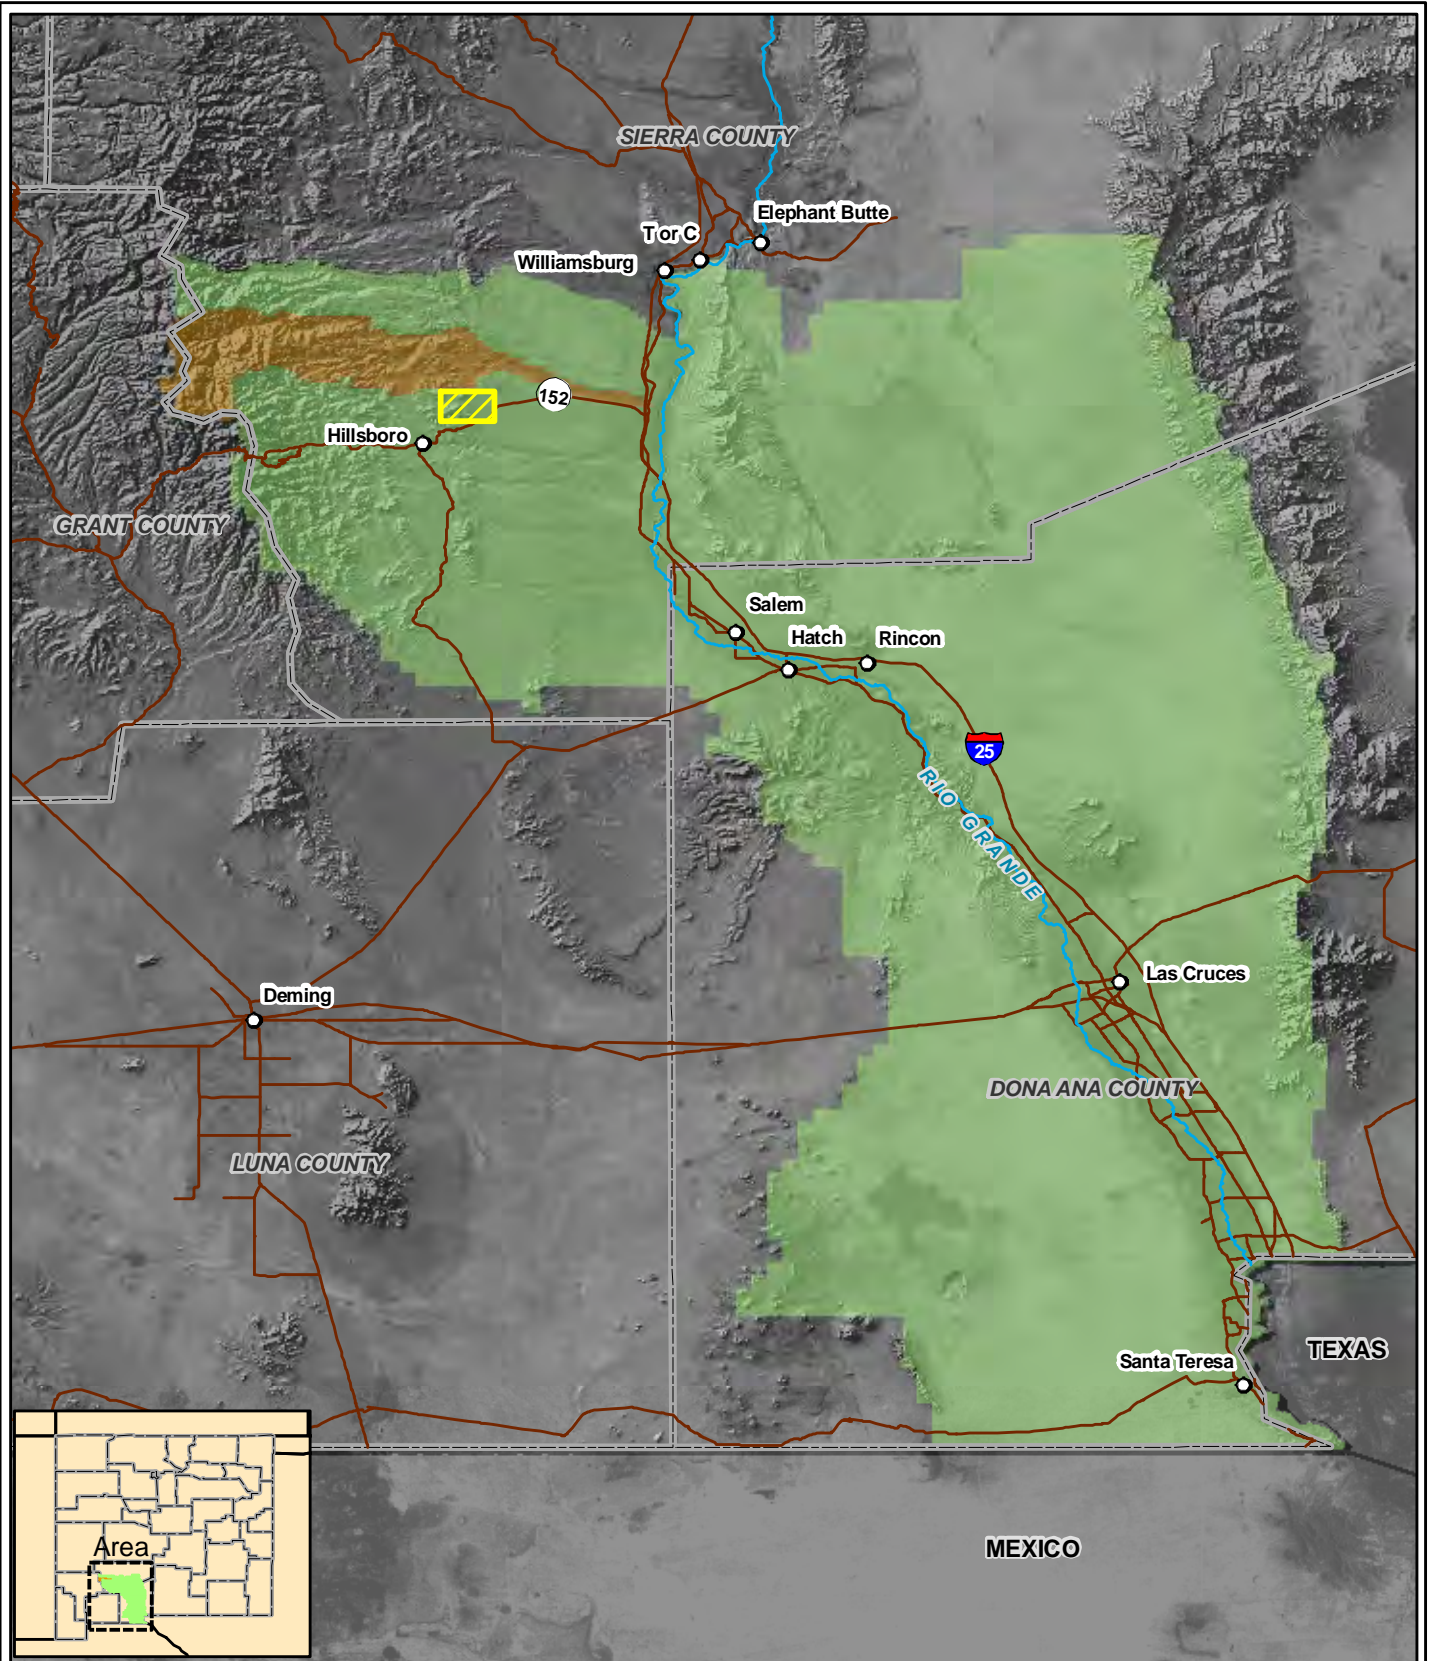 SIERRA COUNTY
Elephant Butte
T or C
Williamsburg
152
Hillsboro
GRANT COUNTY
Salem
Hatch
Rincon
25
RIO GRANDE
Las Cruces
Deming
DONA ANA COUNTY
LUNA COUNTY
TEXAS
Santa Teresa
Area
MEXICO